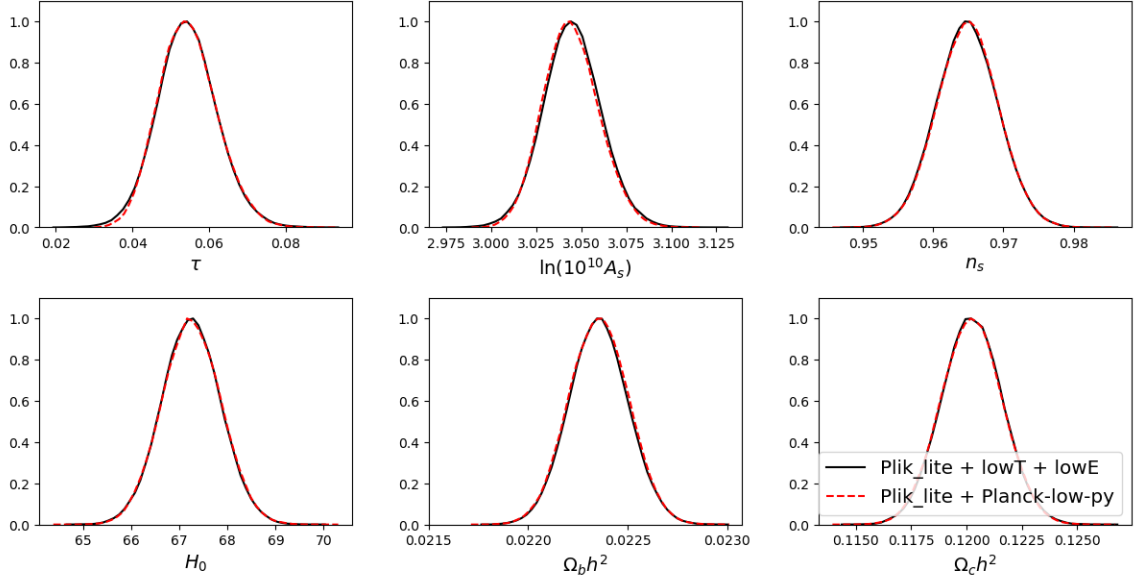 1.0 1.0 1.0
0.8 0.8 0.8
0.6 0.6 0.6
0.4 0.4 0.4
0.2 0.2 0.2
0.0 0.0 0.0
0.02 0.04 0.06 0.08 2.975 3.000 3.025 3.050 3.075 3.100 3.125 0.95 0.96 0.97 0.98
τ ln(10¹⁰Aₛ) nₛ
1.0 1.0 1.0
0.8 0.8 0.8
0.6 0.6 0.6
0.4 0.4 0.4
Plik_lite + lowT + lowE
0.2 0.2 0.2
Plik_lite + Planck-low-py
0.0 0.0 0.0
65 66 67 68 69 70 0.0215 0.0220 0.0225 0.0230 0.1150 0.1175 0.1200 0.1225 0.1250
H₀ Ω_bh² Ω_ch²